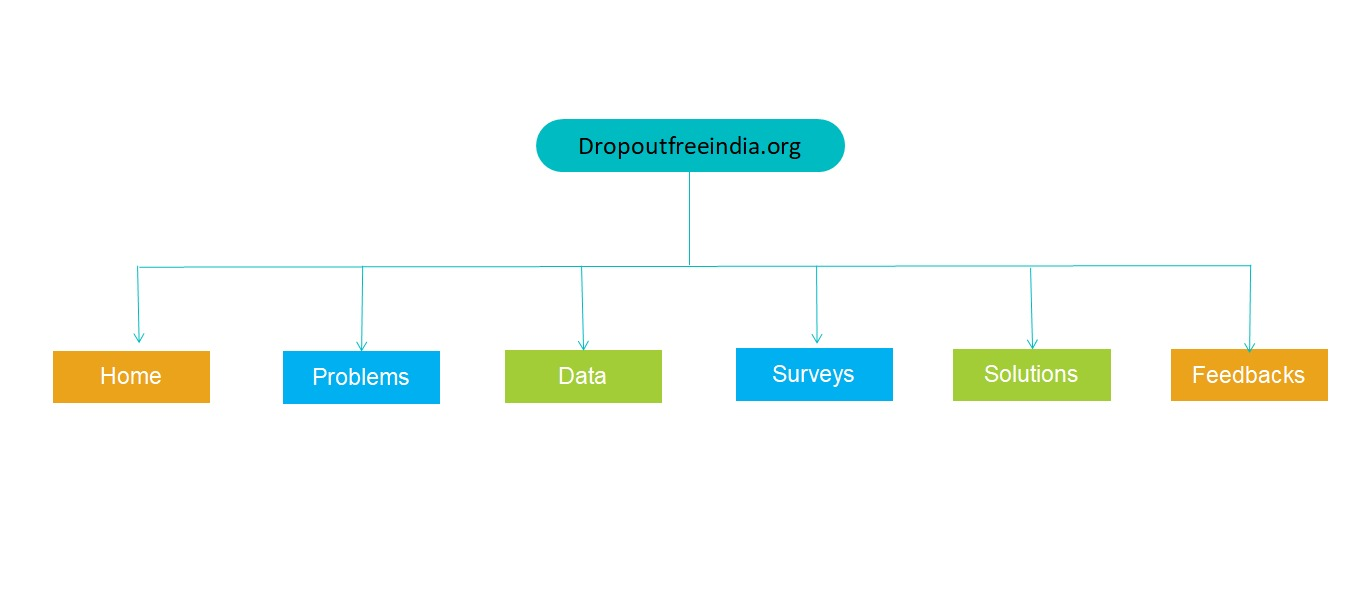 Dropoutfreeindia.org
Home
Problems
Data
Surveys
Solutions
Feedbacks